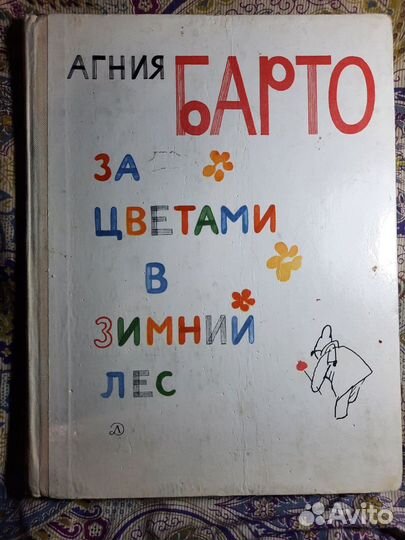 АГНИЯ БАРТО
ЗА
ЦВЕТАМИ
В
ЗИМНИЙ
ЛЕС
Д
Avito